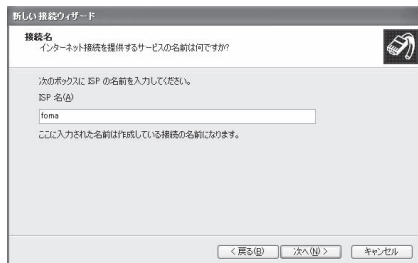 新しい接続ウィザード
接続名
インターネット接続を提供するサービスの名前は何ですか?
次のボックスに ISP の名前を入力してください。
ISP 名(A)
foma
ここに入力された名前は作成している接続の名前になります。
< 戻る(B)
次へ(N) >
キャンセル